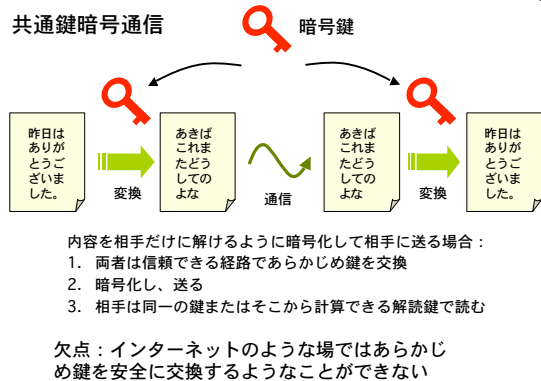 共通鍵暗号通信
暗号鍵
昨日は
ありが
とうご
ざいま
した。
変換
あきば
これま
たどう
しての
よな
通信
あきば
これま
たどう
しての
よな
変換
昨日は
ありが
とうご
ざいま
した。
内容を相手だけに解けるように暗号化して相手に送る場合：
1. 両者は信頼できる経路であらかじめ鍵を交換
2. 暗号化し、送る
3. 相手は同一の鍵またはそこから計算できる解読鍵で読む
欠点：インターネットのような場ではあらかじ
め鍵を安全に交換するようなことができない